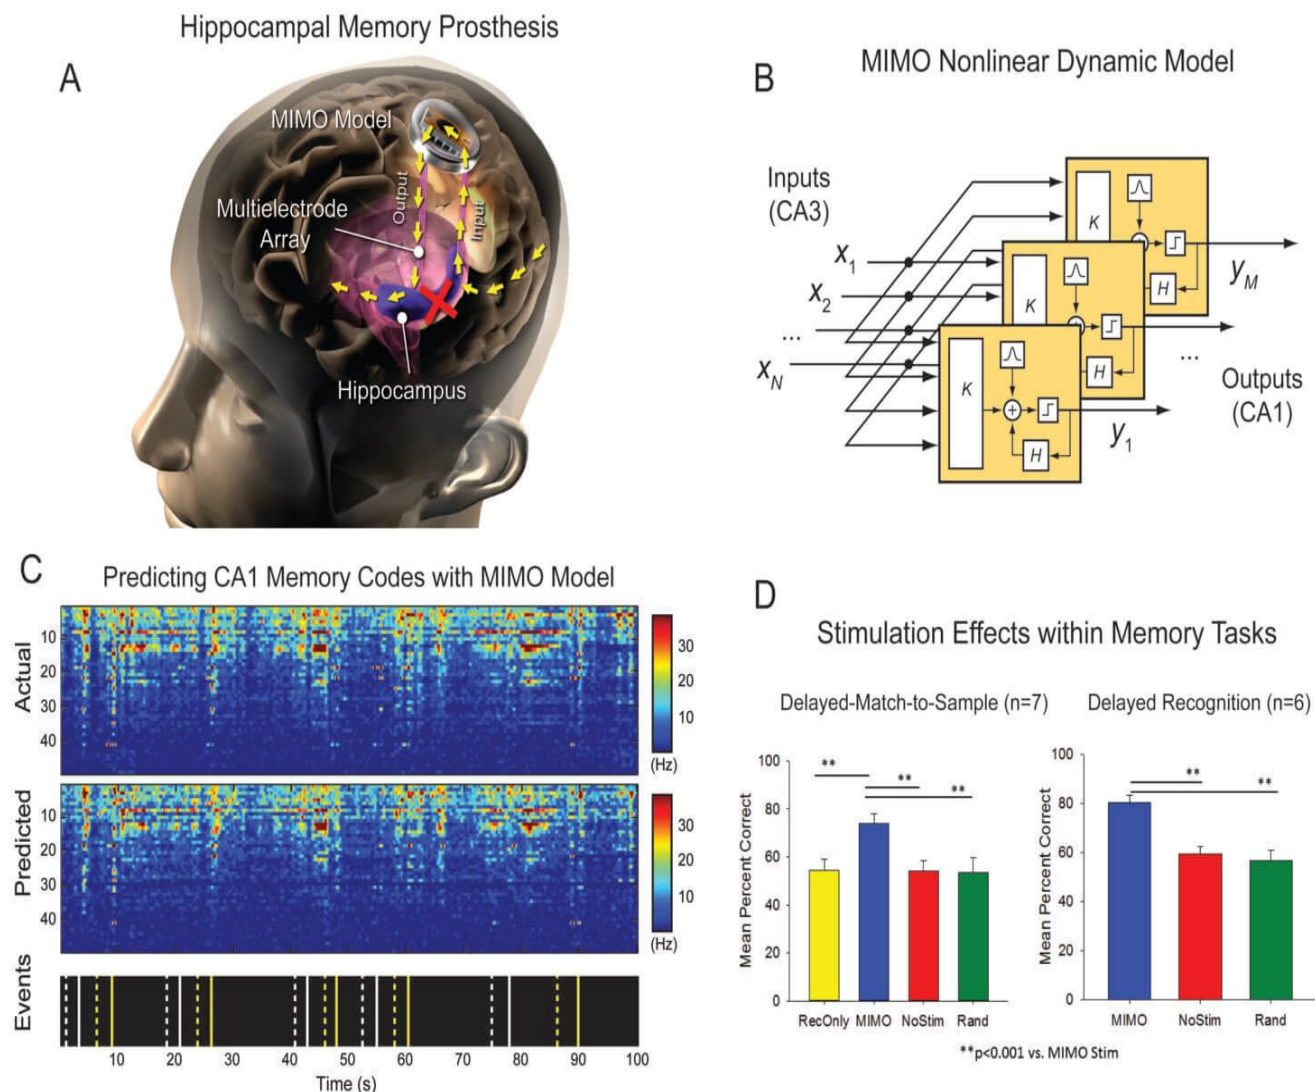 Hippocampal Memory Prosthesis
A
MIMO Model
Multielectrode
Array
Output
Input
Hippocampus
B
MIMO Nonlinear Dynamic Model
Inputs
(CA3)
x1
x2
...
xN
K
H
yM
K
H
...
K
H
y1
Outputs
(CA1)
C
Predicting CA1 Memory Codes with MIMO Model
Actual
10
20
30
40
30
20
10
(Hz)
Predicted
10
20
30
40
30
20
10
(Hz)
Events
10 20 30 40 50 60 70 80 90 100
Time (s)
D
Stimulation Effects within Memory Tasks
Delayed-Match-to-Sample (n=7)
Mean Percent Correct
100
80
60
40
20
0
**
**
**
RecOnly MIMO NoStim Rand
Delayed Recognition (n=6)
Mean Percent Correct
100
80
60
40
20
0
**
**
MIMO NoStim Rand
**p<0.001 vs. MIMO Stim